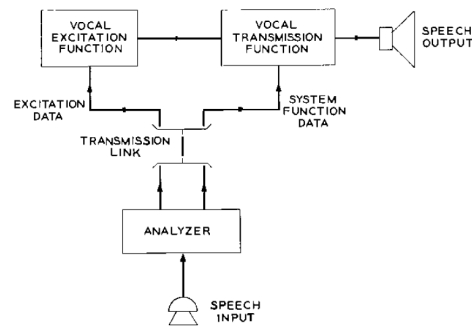 VOCAL
EXCITATION
FUNCTION
VOCAL
TRANSMISSION
FUNCTION
SPEECH
OUTPUT
EXCITATION
DATA
SYSTEM
FUNCTION
DATA
TRANSMISSION
LINK
ANALYZER
SPEECH
INPUT